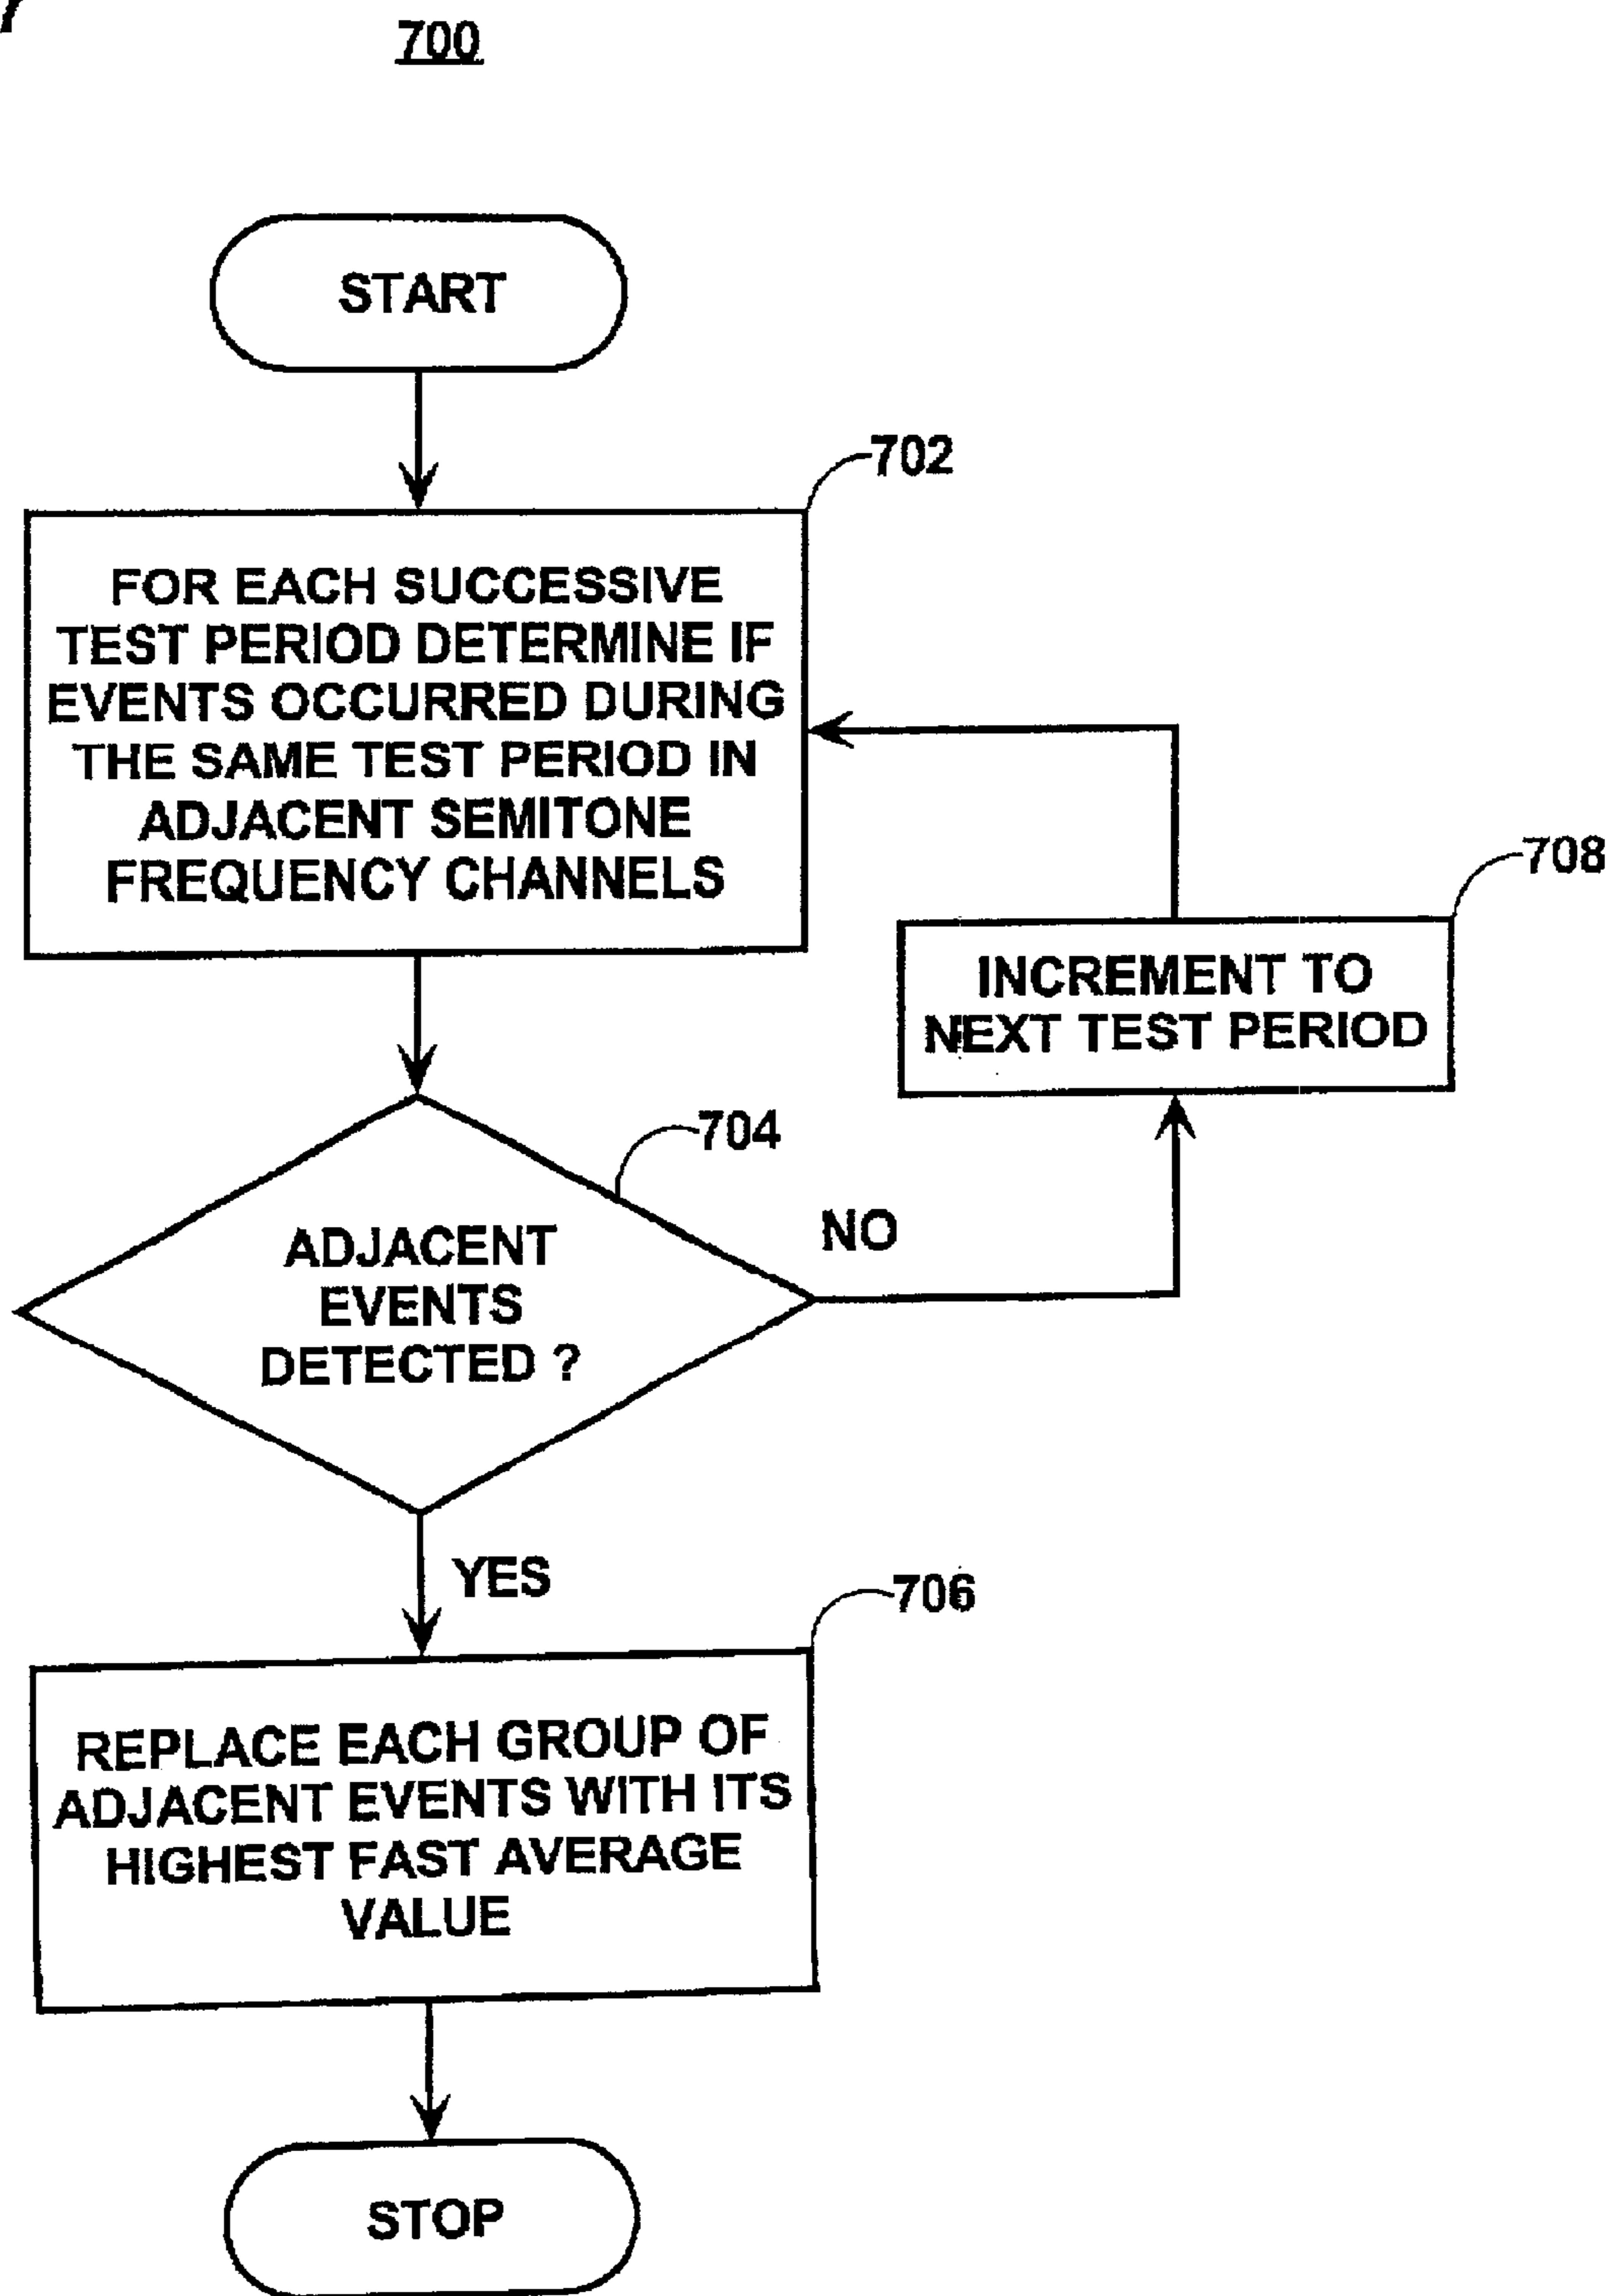 700
START
702
FOR EACH SUCCESSIVE
TEST PERIOD DETERMINE IF
EVENTS OCCURRED DURING
THE SAME TEST PERIOD IN
ADJACENT SEMITONE
FREQUENCY CHANNELS
708
INCREMENT TO
NEXT TEST PERIOD
704
ADJACENT
EVENTS
DETECTED ?
NO
YES
706
REPLACE EACH GROUP OF
ADJACENT EVENTS WITH ITS
HIGHEST FAST AVERAGE
VALUE
STOP